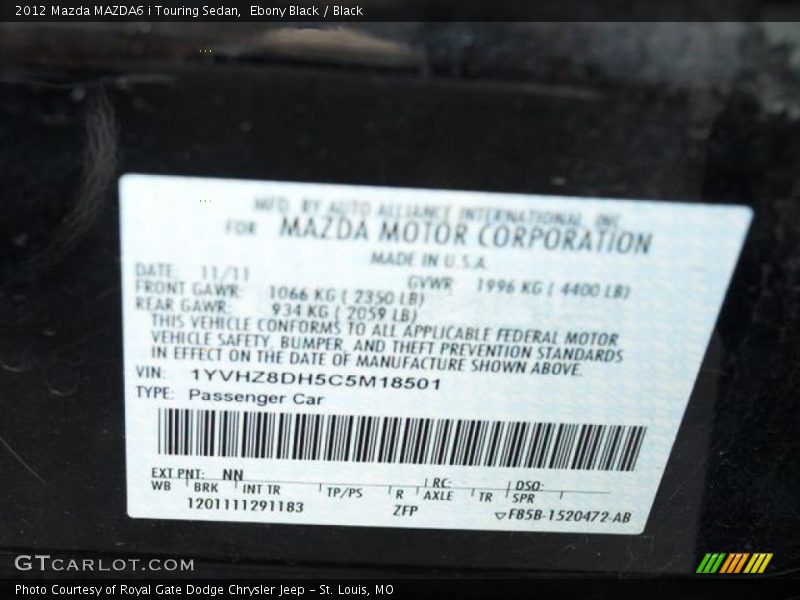 2012 Mazda MAZDA6 i Touring Sedan, Ebony Black / Black
MFD. BY AUTO ALLIANCE INTERNATIONAL, INC.
FOR MAZDA MOTOR CORPORATION
MADE IN U.S.A.
DATE: 11/11 GVWR 1996 KG ( 4400 LB)
FRONT GAWR: 1066 KG ( 2350 LB)
REAR GAWR: 934 KG ( 2059 LB)
THIS VEHICLE CONFORMS TO ALL APPLICABLE FEDERAL MOTOR
VEHICLE SAFETY, BUMPER, AND THEFT PREVENTION STANDARDS
IN EFFECT ON THE DATE OF MANUFACTURE SHOWN ABOVE.
VIN: 1YVHZ8DH5C5M18501
TYPE: Passenger Car
EXT PNT: NN RC: DSO:
WB BRK INT TR TP/PS R AXLE TR SPR
1201111291183 ZFP FB5B-1520472-AB
GTCARLOT.COM
Photo Courtesy of Royal Gate Dodge Chrysler Jeep – St. Louis, MO